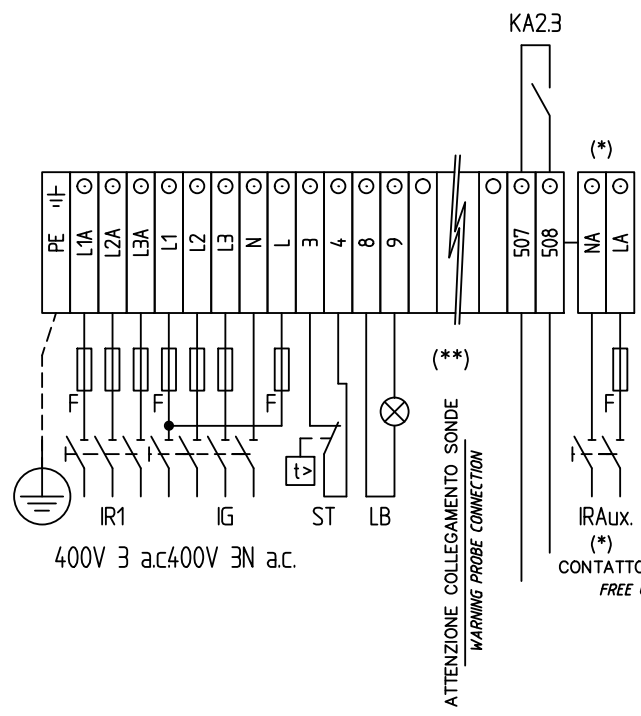 KA2.3
(*)
PE L1A L2A L3A L1 L2 L3 N L 3 4 8 9 507 508 NA LA
(**)
F F F F
t>
IR1 IG ST LB IRAux.
400V 3 a.c.400V 3N a.c.
(*)
CONTATTO
FREE
ATTENZIONE COLLEGAMENTO SONDE
WARNING PROBE CONNECTION